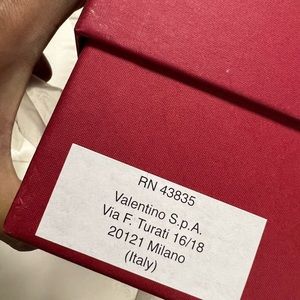 RN 43835
Valentino S.p.A.
Via F. Turati 16/18
20121 Milano
(Italy)